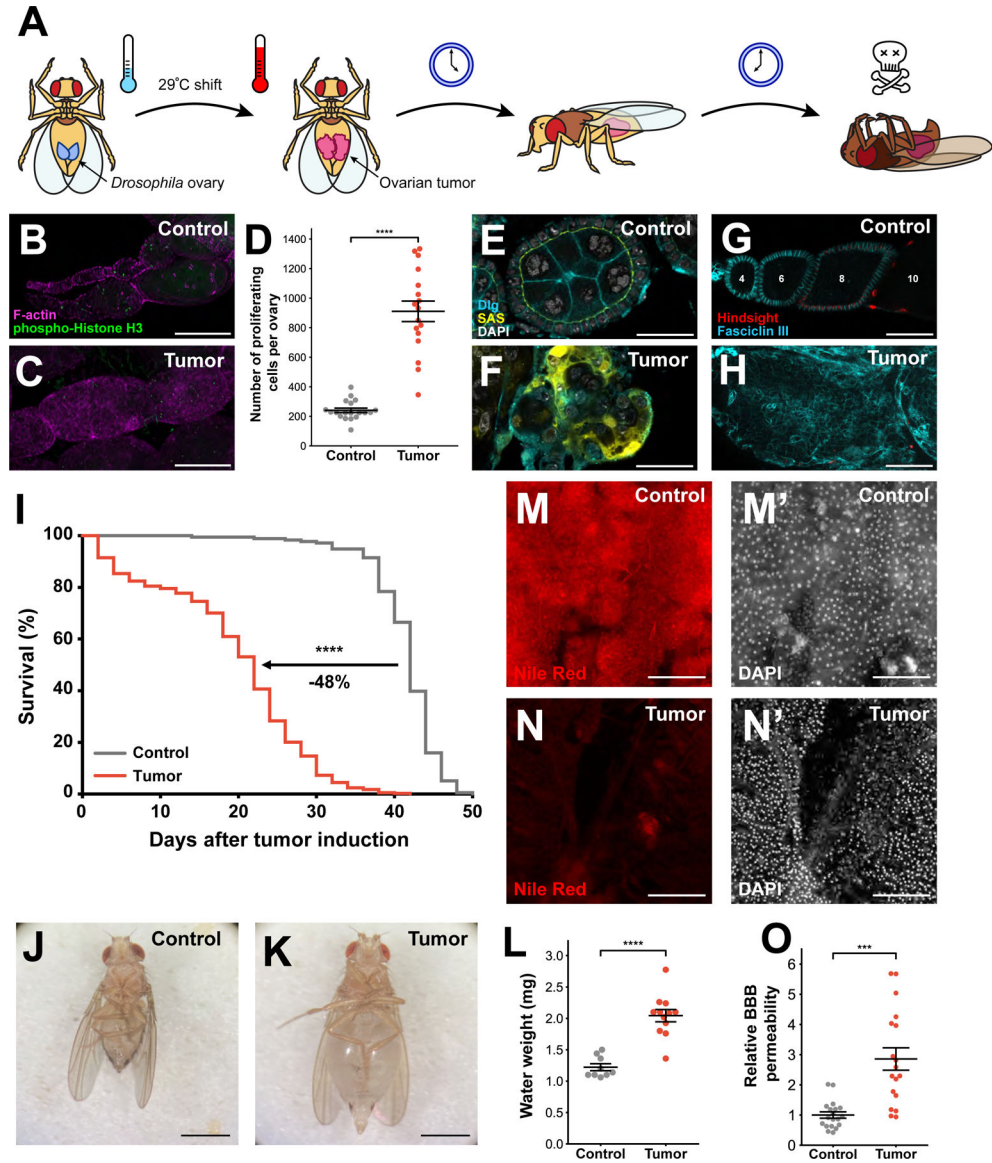 A
29°C shift
Drosophila ovary
Ovarian tumor
B
Control
F-actin
phospho-Histone H3
C
Tumor
D
****
Number of proliferating
cells per ovary
1400
1200
1000
800
600
400
200
0
Control
Tumor
E
Control
Dlg
SAS
DAPI
F
Tumor
G
Control
4
6
8
10
Hindsight
Fasciclin III
H
Tumor
I
Survival (%)
100
80
60
40
20
0
****
-48%
Control
Tumor
0
10
20
30
40
50
Days after tumor induction
M
Control
Nile Red
M’
Control
DAPI
N
Tumor
Nile Red
N’
Tumor
DAPI
J
Control
K
Tumor
L
****
Water weight (mg)
3.0
2.5
2.0
1.5
1.0
0.5
0.0
Control
Tumor
O
***
Relative BBB
permeability
6
5
4
3
2
1
0
Control
Tumor